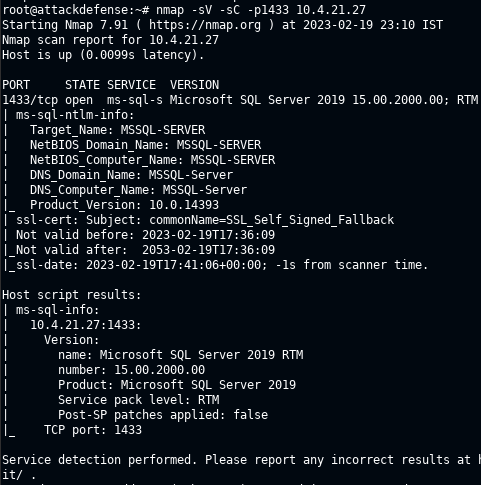 root@attackdefense:~# nmap -sV -sC -p1433 10.4.21.27
Starting Nmap 7.91 ( https://nmap.org ) at 2023-02-19 23:10 IST
Nmap scan report for 10.4.21.27
Host is up (0.0099s latency).
PORT     STATE SERVICE  VERSION
1433/tcp open  ms-sql-s Microsoft SQL Server 2019 15.00.2000.00; RTM
| ms-sql-ntlm-info:
|   Target_Name: MSSQL-SERVER
|   NetBIOS_Domain_Name: MSSQL-SERVER
|   NetBIOS_Computer_Name: MSSQL-SERVER
|   DNS_Domain_Name: MSSQL-Server
|   DNS_Computer_Name: MSSQL-Server
|_  Product_Version: 10.0.14393
| ssl-cert: Subject: commonName=SSL_Self_Signed_Fallback
| Not valid before: 2023-02-19T17:36:09
|_Not valid after:  2053-02-19T17:36:09
|_ssl-date: 2023-02-19T17:41:06+00:00; -1s from scanner time.
Host script results:
| ms-sql-info:
|   10.4.21.27:1433:
|     Version:
|       name: Microsoft SQL Server 2019 RTM
|       number: 15.00.2000.00
|       Product: Microsoft SQL Server 2019
|       Service pack level: RTM
|       Post-SP patches applied: false
|_    TCP port: 1433
Service detection performed. Please report any incorrect results at
it/ .